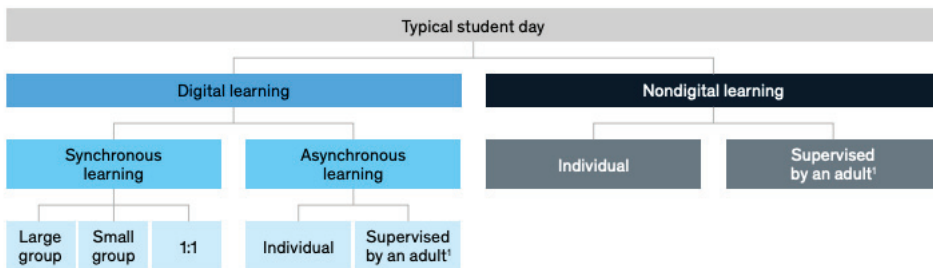 Typical student day
Digital learning
Nondigital learning
Synchronous
learning
Asynchronous
learning
Individual
Supervised
by an adult¹
Large
group
Small
group
1:1
Individual
Supervised
by an adult¹